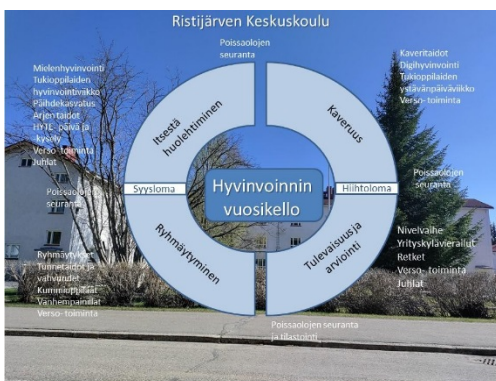 Ristijärven Keskuskoulu
Poissaolojen
seuranta
Mielenhyvinvointi
Tukioppilaiden
hyvinvointiviikko
Päihdekasvatus
Arjen taidot
HYTE- päivä ja
kysely
Verso- toiminta
Juhlat
Kaveritaidot
Digihyvinvointi
Tukioppilaiden
ystävänpäiväviikko
Verso- toiminta
Itsestä
huolehtiminen
Kaveruus
Poissaolojen
seuranta
Syysloma
Hyvinvoinnin
vuosikello
Hiihtoloma
Poissaolojen
seuranta
Ryhmäytyminen
Tulevaisuus ja
arviointi
Ryhmäytykset
Tunnetaidot ja
vahvuudet
Kummioppilaat
Vanhempainillat
Verso- toiminta
Nivelvaihe
Yrityskylävierailut
Retket
Verso- toiminta
Juhlat
Poissaolojen seuranta
ja tilastointi